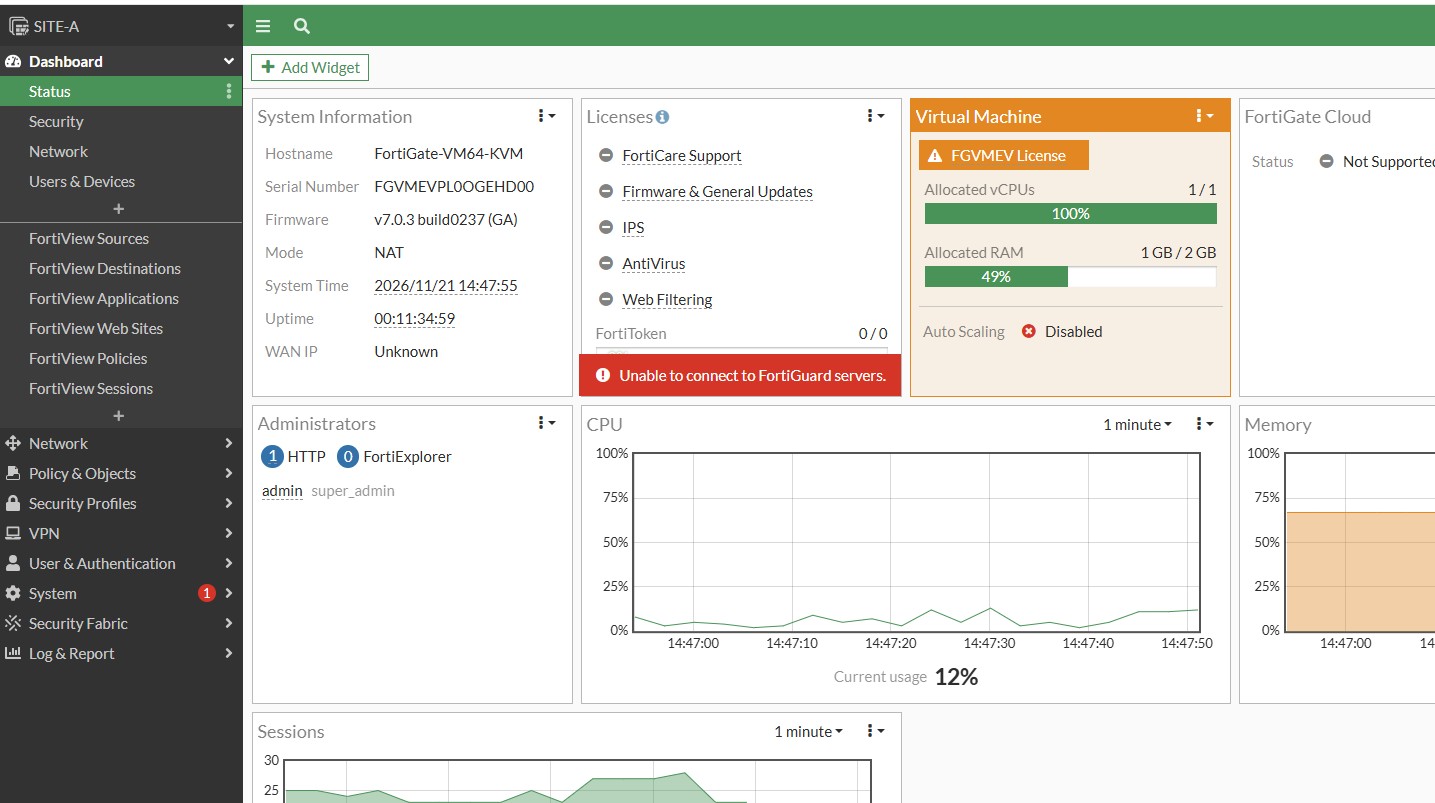 SITE-A
Dashboard
Status
Security
Network
Users & Devices
+
FortiView Sources
FortiView Destinations
FortiView Applications
FortiView Web Sites
FortiView Policies
FortiView Sessions
+
Network
Policy & Objects
Security Profiles
VPN
User & Authentication
System 1
Security Fabric
Log & Report
+ Add Widget
System Information
Hostname FortiGate-VM64-KVM
Serial Number FGVMEVPL0OGEHD00
Firmware v7.0.3 build0237 (GA)
Mode NAT
System Time 2026/11/21 14:47:55
Uptime 00:11:34:59
WAN IP Unknown
Licenses
FortiCare Support
Firmware & General Updates
IPS
AntiVirus
Web Filtering
FortiToken 0 / 0
Unable to connect to FortiGuard servers.
Virtual Machine
FGVMEV License
Allocated vCPUs 1 / 1
100%
Allocated RAM 1 GB / 2 GB
49%
Auto Scaling Disabled
FortiGate Cloud
Status Not Supported
Administrators
1 HTTP 0 FortiExplorer
admin super_admin
CPU 1 minute
100%
75%
50%
25%
0%
14:47:00 14:47:10 14:47:20 14:47:30 14:47:40 14:47:50
Current usage 12%
Memory
100%
75%
50%
25%
0%
14:47:00 14
Sessions 1 minute
30
25